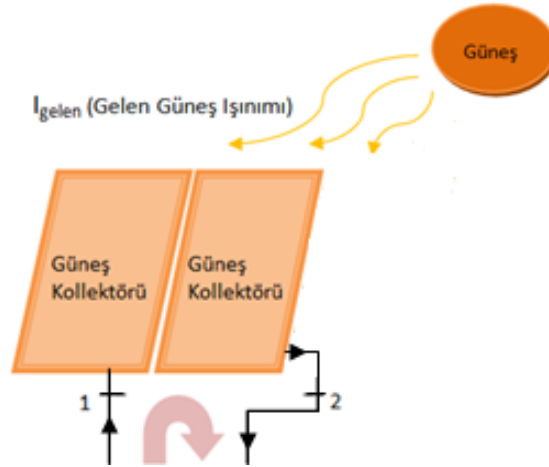 Güneş
Igelen (Gelen Güneş Işınımı)
Güneş
Kollektörü
Güneş
Kollektörü
1
2